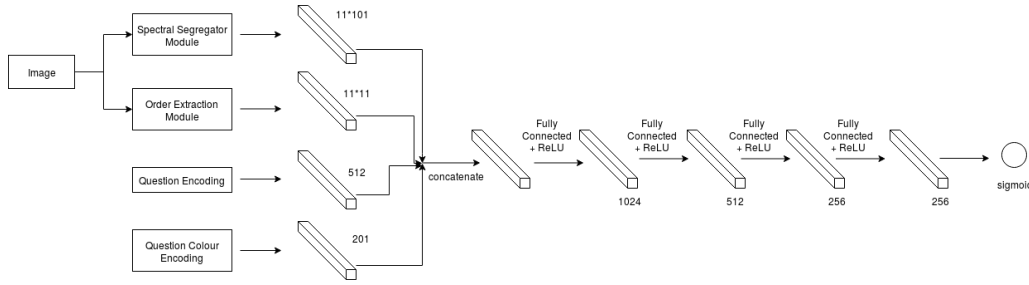 Image
Spectral Segregator
Module
11*101
Order Extraction
Module
11*11
Question Encoding
512
Question Colour
Encoding
201
concatenate
Fully
Connected
+ ReLU
1024
Fully
Connected
+ ReLU
512
Fully
Connected
+ ReLU
256
Fully
Connected
+ ReLU
256
sigmoid